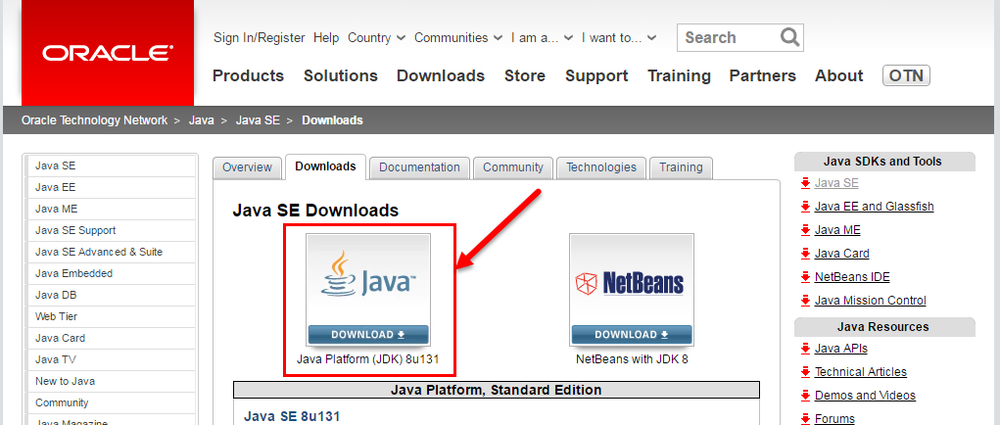 ORACLE
Sign In/Register Help Country Communities I am a... I want to... Search
Products Solutions Downloads Store Support Training Partners About OTN
Oracle Technology Network > Java > Java SE > Downloads
Java SE
Java EE
Java ME
Java SE Support
Java SE Advanced & Suite
Java Embedded
Java DB
Web Tier
Java Card
Java TV
New to Java
Community
Java Magazine
Overview Downloads Documentation Community Technologies Training
Java SE Downloads
Java™
DOWNLOAD
Java Platform (JDK) 8u131
NetBeans
DOWNLOAD
NetBeans with JDK 8
Java Platform, Standard Edition
Java SE 8u131
Java SDKs and Tools
Java SE
Java EE and Glassfish
Java ME
Java Card
NetBeans IDE
Java Mission Control
Java Resources
Java APIs
Technical Articles
Demos and Videos
Forums